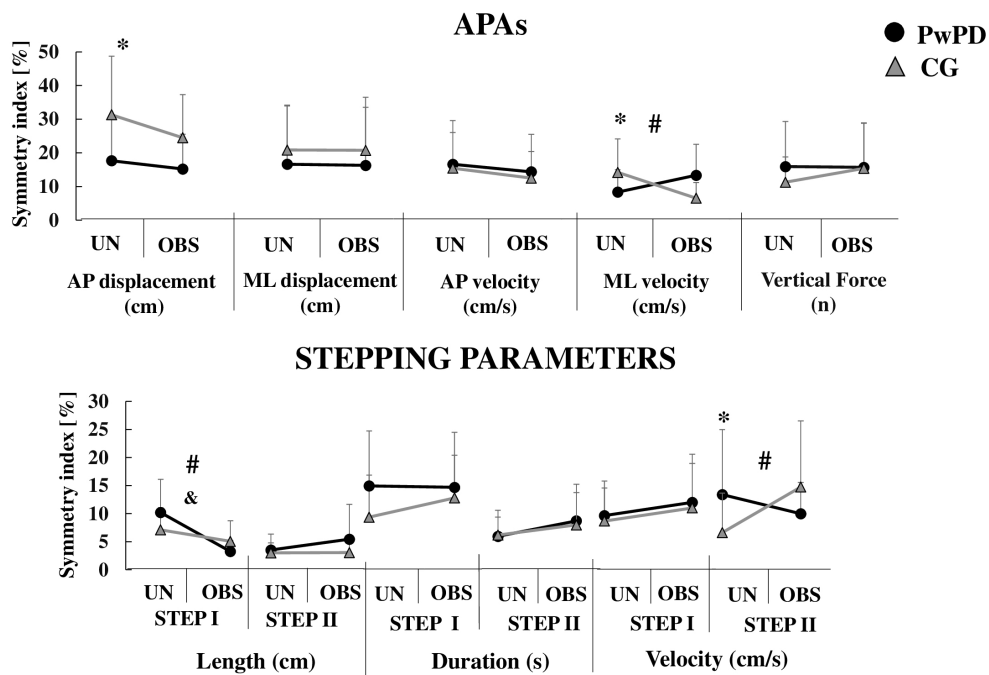 APAs
PwPD
CG
Symmetry index [%]
50
40
30
20
10
0
*
* #
UN OBS UN OBS UN OBS UN OBS UN OBS
AP displacement ML displacement AP velocity ML velocity Vertical Force
(cm) (cm) (cm/s) (cm/s) (n)
STEPPING PARAMETERS
Symmetry index [%]
30
25
20
15
10
5
0
#
&
*
#
UN OBS UN OBS UN OBS UN OBS UN OBS UN OBS
STEP I STEP II STEP I STEP II STEP I STEP II
Length (cm) Duration (s) Velocity (cm/s)